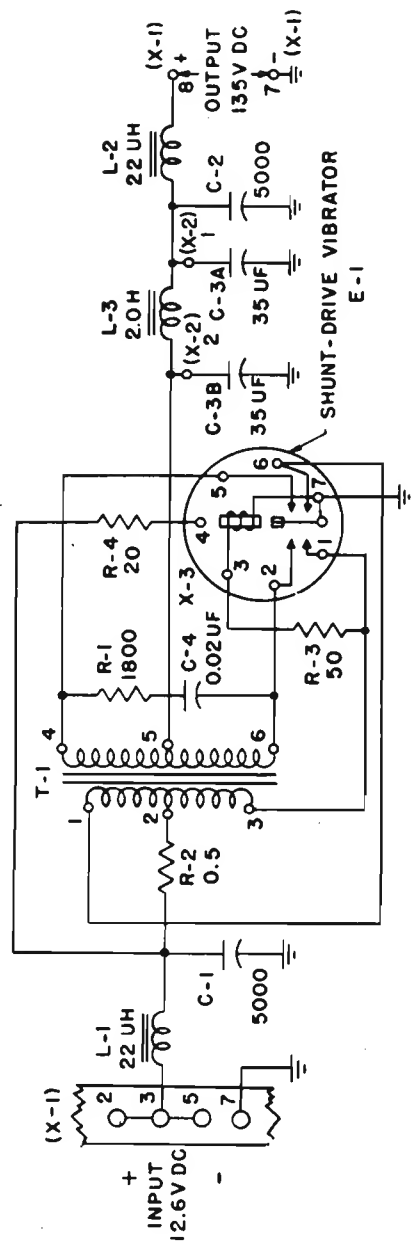 (X-1)
+
INPUT
12.6V DC
-
2
3
5
7
L-1
22 UH
C-1
5000
R-2
0.5
T-1
1
2
3
4
5
6
R-1
1800
C-4
0.02UF
R-4
20
X-3
R-3
50
4
5
3
2
6
7
1
SHUNT-DRIVE VIBRATOR
E-1
C-3B
35 UF
(X-2)
2
L-3
2.0H
C-3A
35 UF
(X-2)
1
C-2
5000
L-2
22 UH
(X-1)
8 +
OUTPUT
135V DC
7 -
(X-1)